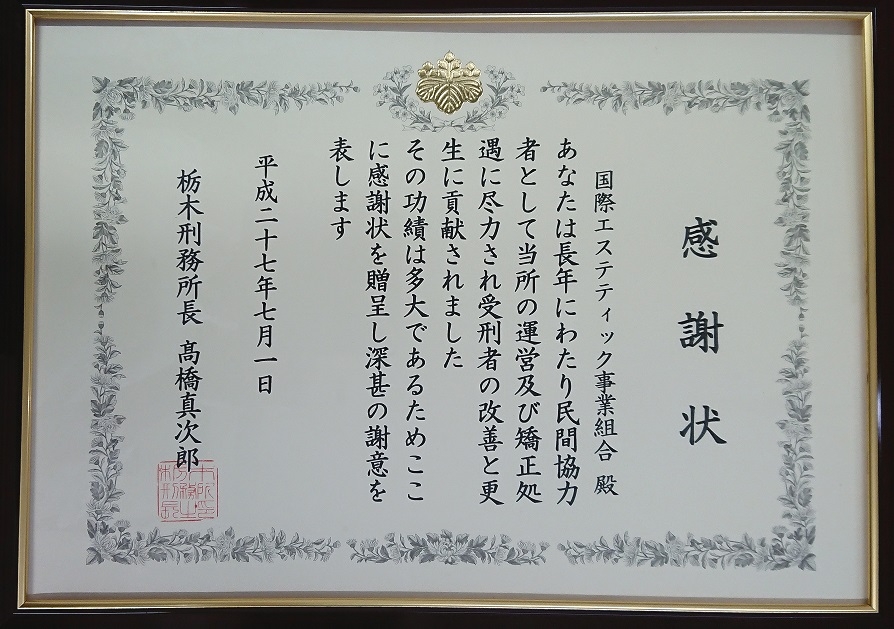 感謝状
国際エステティック事業組合 殿
あなたは長年にわたり民間協力
者として当所の運営及び矯正処
遇に尽力され受刑者の改善と更
生に貢献されました
その功績は多大であるためここ
に感謝状を贈呈し深甚の謝意を
表します
平成二十七年七月一日
栃木刑務所長 髙橋真次郎